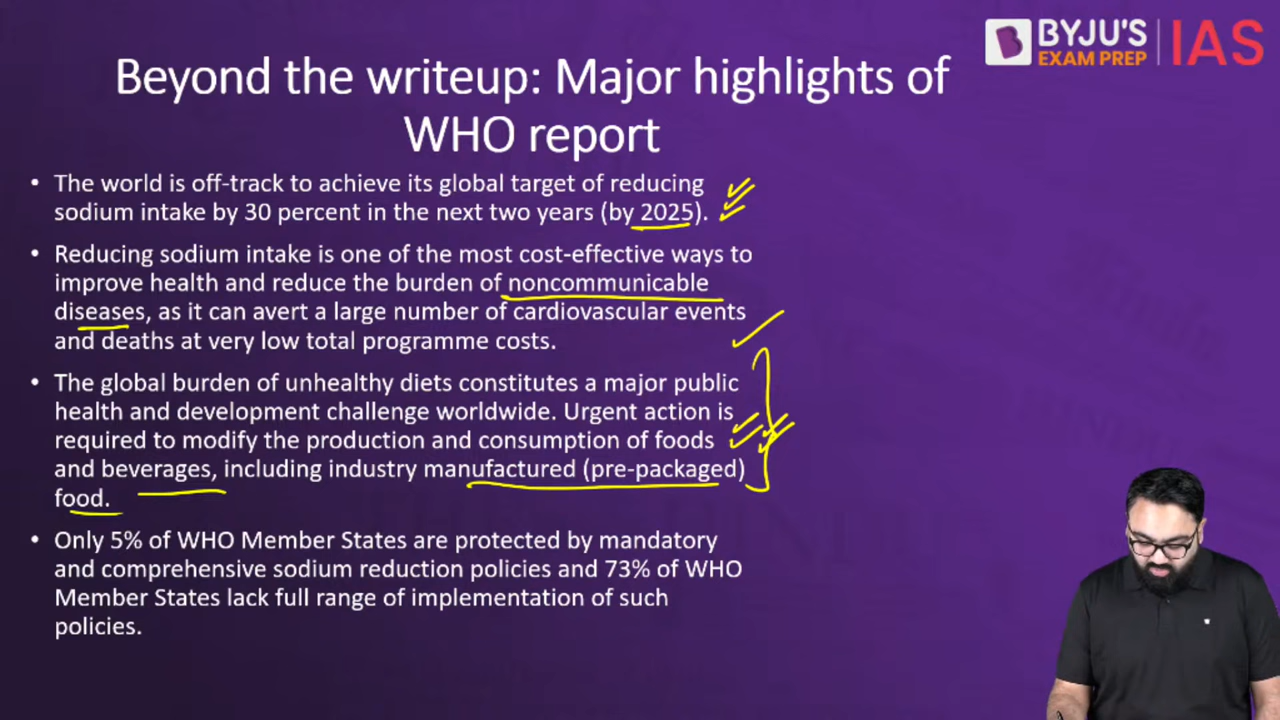 BYJU'S
EXAM PREP
IAS
Beyond the writeup: Major highlights of
WHO report
• The world is off-track to achieve its global target of reducing
sodium intake by 30 percent in the next two years (by 2025).
• Reducing sodium intake is one of the most cost-effective ways to
improve health and reduce the burden of noncommunicable
diseases, as it can avert a large number of cardiovascular events
and deaths at very low total programme costs.
• The global burden of unhealthy diets constitutes a major public
health and development challenge worldwide. Urgent action is
required to modify the production and consumption of foods
and beverages, including industry manufactured (pre-packaged)
food.
• Only 5% of WHO Member States are protected by mandatory
and comprehensive sodium reduction policies and 73% of WHO
Member States lack full range of implementation of such
policies.